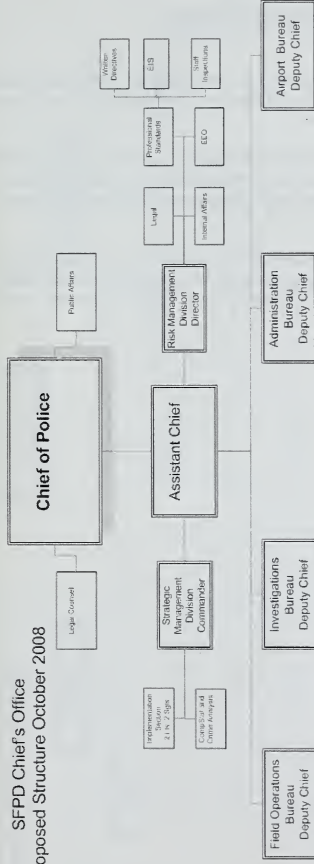 SFPD Chief's Office
oposed Structure October 2008
Chief of Police
Legal Counsel
Public Affairs
Assistant Chief
Strategic
Management
Division
Commander
Implementation
Section
CompStat and
Crime Analysis
Risk Management
Division
Director
Legal
Internal Affairs
Professional
Standards
EEO
Written
Directives
EIS
Staff
Inspections
Field Operations
Bureau
Deputy Chief
Investigations
Bureau
Deputy Chief
Administration
Bureau
Deputy Chief
Airport Bureau
Deputy Chief